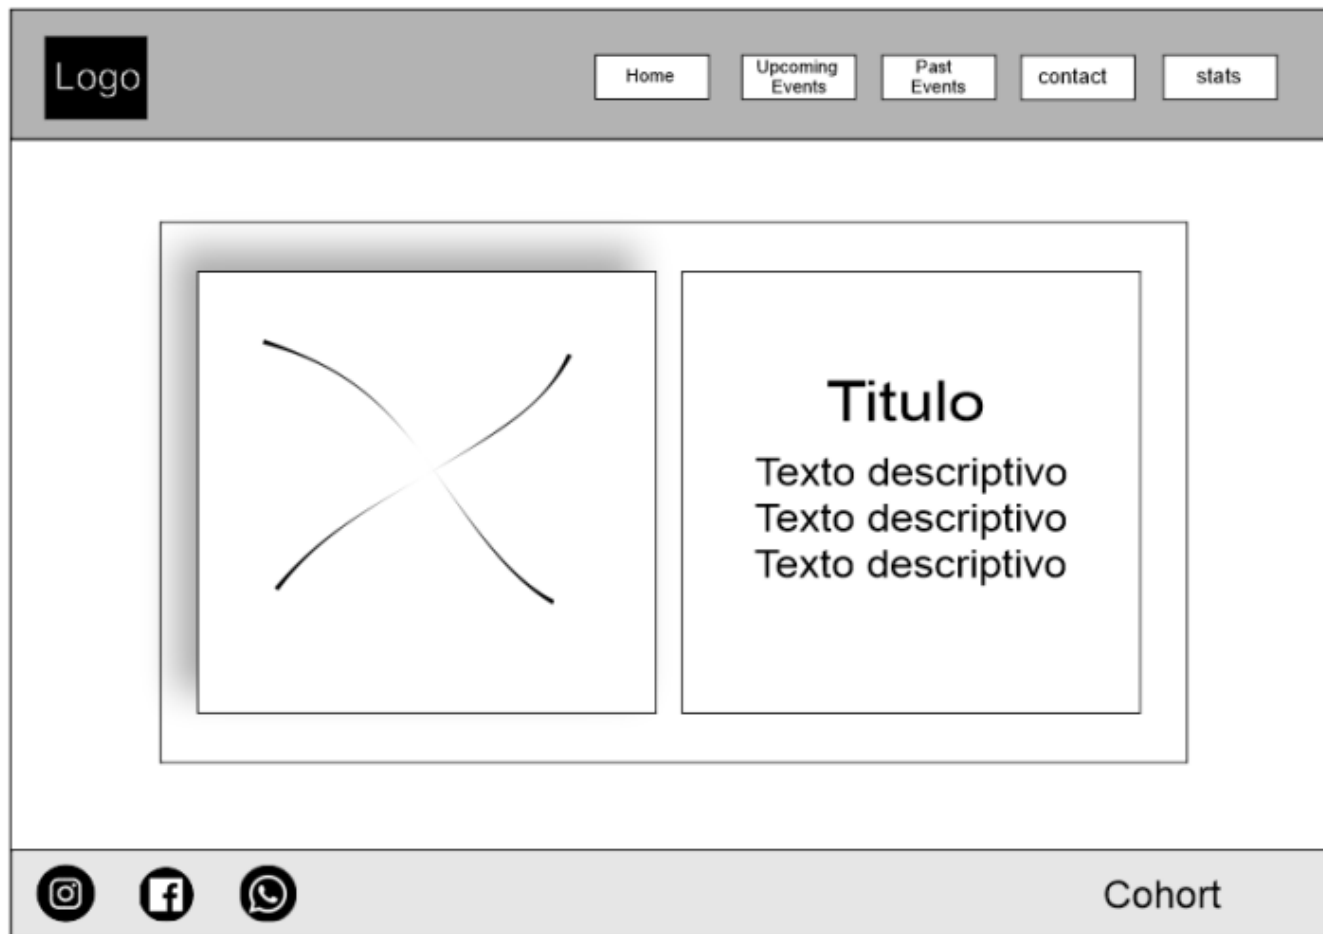 Logo
Home
Upcoming
Events
Past
Events
contact
stats
Titulo
Texto descriptivo
Texto descriptivo
Texto descriptivo
Cohort